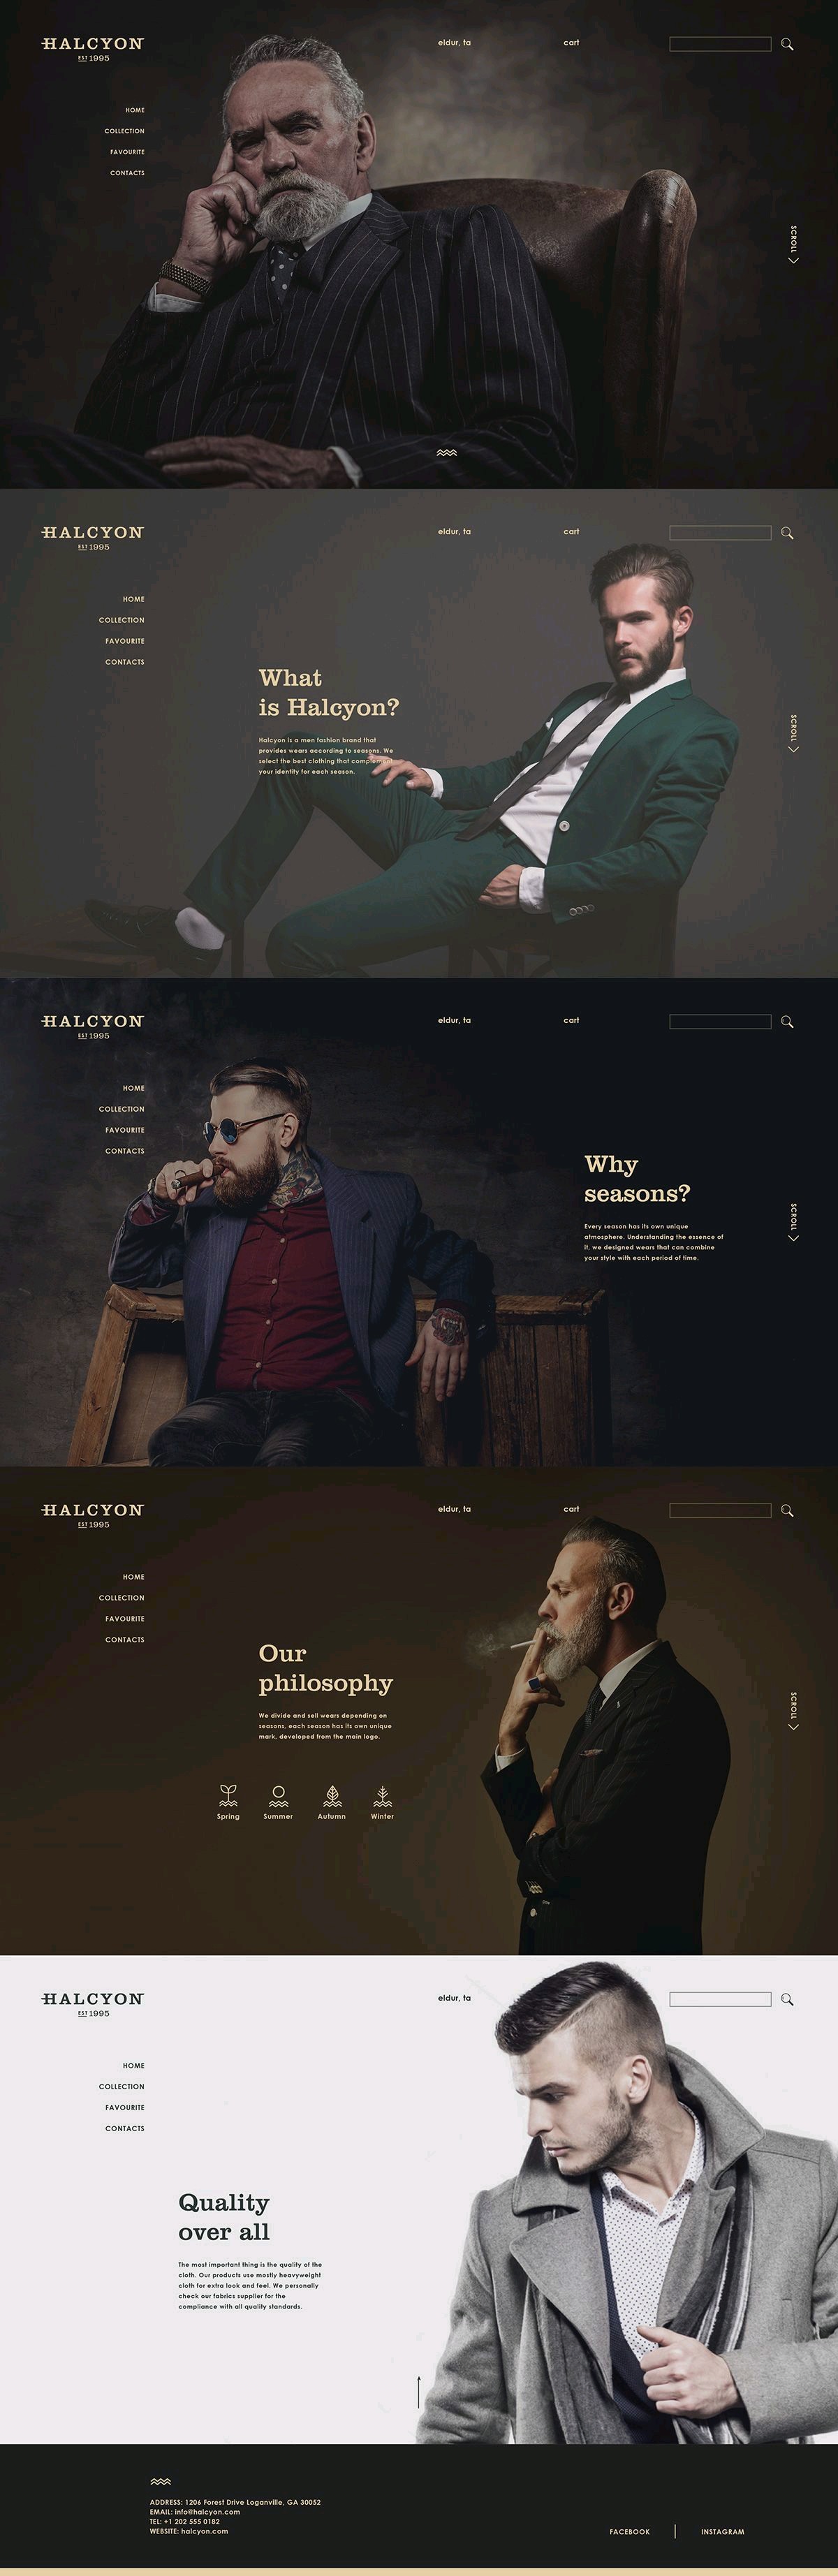 HALCYON
EST 1995
eldur, ta
cart
HOME
COLLECTION
FAVOURITE
CONTACTS
SCROLL
HALCYON
EST 1995
eldur, ta
cart
HOME
COLLECTION
FAVOURITE
CONTACTS
What
is Halcyon?
Halcyon is a men fashion brand that
provides wears according to seasons. We
select the best clothing that complement
your identity for each season.
SCROLL
HALCYON
EST 1995
eldur, ta
cart
HOME
COLLECTION
FAVOURITE
CONTACTS
Why
seasons?
Every season has its own unique
atmosphere. Understanding the essence of
it, we designed wears that can combine
your style with each period of time.
SCROLL
HALCYON
EST 1995
eldur, ta
cart
HOME
COLLECTION
FAVOURITE
CONTACTS
Our
philosophy
We divide and sell wears depending on
seasons, each season has its own unique
mark, developed from the main logo.
Spring
Summer
Autumn
Winter
SCROLL
HALCYON
EST 1995
eldur, ta
HOME
COLLECTION
FAVOURITE
CONTACTS
Quality
over all
The most important thing is the quality of the
cloth. Our products use mostly heavyweight
cloth for extra look and feel. We personally
check our fabrics supplier for the
compliance with all quality standards.
ADDRESS: 1206 Forest Drive Loganville, GA 30052
EMAIL: info@halcyon.com
TEL: +1 202 555 0182
WEBSITE: halcyon.com
FACEBOOK
INSTAGRAM